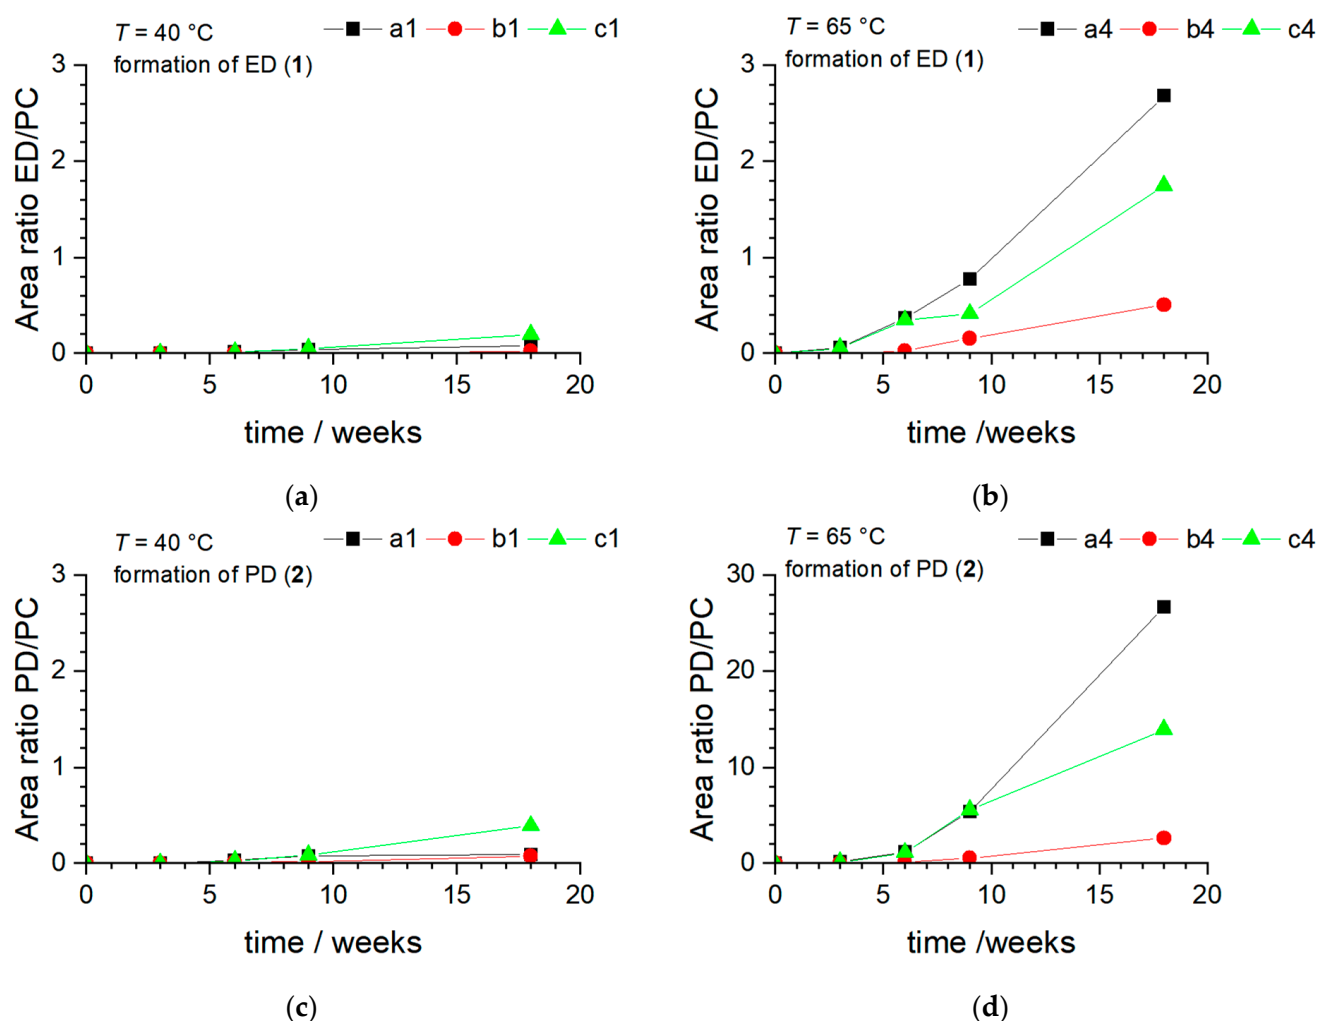 T = 40 °C
a1 b1 c1
formation of ED (1)
3
2
1
0
Area ratio ED/PC
0 5 10 15 20
time / weeks
(a)
T = 65 °C
a4 b4 c4
formation of ED (1)
3
2
1
0
Area ratio ED/PC
0 5 10 15 20
time /weeks
(b)
T = 40 °C
a1 b1 c1
formation of PD (2)
3
2
1
0
Area ratio PD/PC
0 5 10 15 20
time / weeks
(c)
T = 65 °C
a4 b4 c4
formation of PD (2)
30
20
10
0
Area ratio PD/PC
0 5 10 15 20
time /weeks
(d)